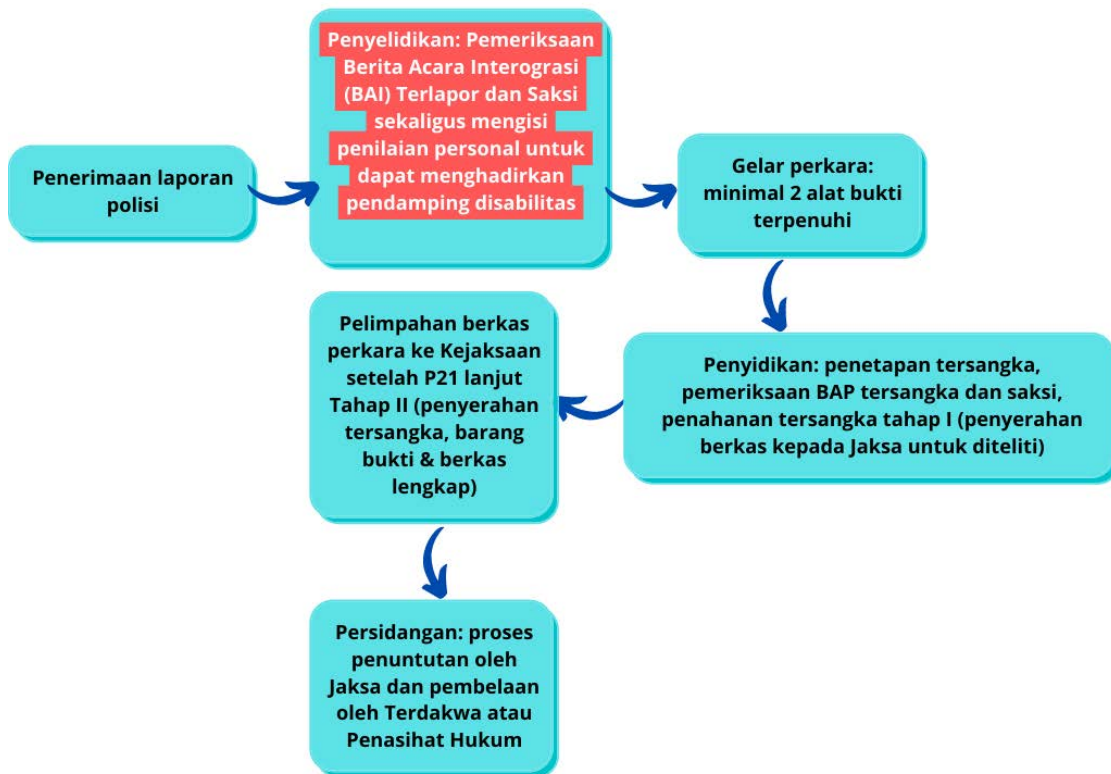 Penerimaan laporan
polisi
Penyelidikan: Pemeriksaan
Berita Acara Interograsi
(BAI) Terlapor dan Saksi
sekaligus mengisi
penilaian personal untuk
dapat menghadirkan
pendamping disabilitas
Gelar perkara:
minimal 2 alat bukti
terpenuhi
Penyidikan: penetapan tersangka,
pemeriksaan BAP tersangka dan saksi,
penahanan tersangka tahap I (penyerahan
berkas kepada Jaksa untuk diteliti)
Pelimpahan berkas
perkara ke Kejaksaan
setelah P21 lanjut
Tahap II (penyerahan
tersangka, barang
bukti & berkas
lengkap)
Persidangan: proses
penuntutan oleh
Jaksa dan pembelaan
oleh Terdakwa atau
Penasihat Hukum